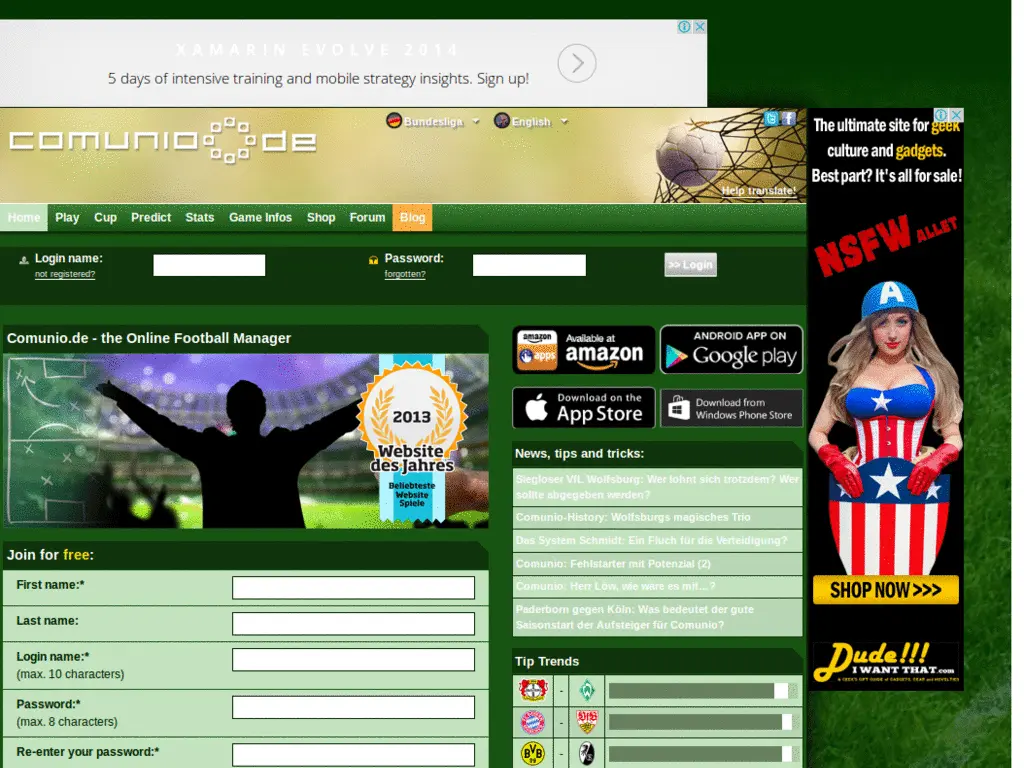 XAMARIN EVOLVE 2014
5 days of intensive training and mobile strategy insights. Sign up!
comunio de
Bundesliga
English
Help translate!
Home Play Cup Predict Stats Game Infos Shop Forum Blog
Login name:
not registered?
Password:
forgotten?
>> Login
Comunio.de - the Online Football Manager
2013
Website
des Jahres
Beliebteste
Website
Spiele
Join for free:
First name:*
Last name:
Login name:*
(max. 10 characters)
Password:*
(max. 8 characters)
Re-enter your password:*
amazon
apps
Available at
amazon
ANDROID APP ON
Google play
Download on the
App Store
Download from
Windows Phone Store
News, tips and tricks:
Siegloser VfL Wolfsburg: Wer lohnt sich trotzdem? Wer
sollte abgegeben werden?
Comunio-History: Wolfsburgs magisches Trio
Das System Schmidt: Ein Fluch für die Verteidigung?
Comunio: Fehlstarter mit Potenzial (2)
Comunio: Herr Löw, wie wäre es mit...?
Paderborn gegen Köln: Was bedeutet der gute
Saisonstart der Aufsteiger für Comunio?
Tip Trends
-
-
BVB
09
-
The ultimate site for geek
culture and gadgets.
Best part? It's all for sale!
NSFW ALLET
A
SHOP NOW >>>
Dude!!!
I WANT THAT.com
A GEEK'S GIFT GUIDE OF GADGETS, GEAR AND NOVELTIES